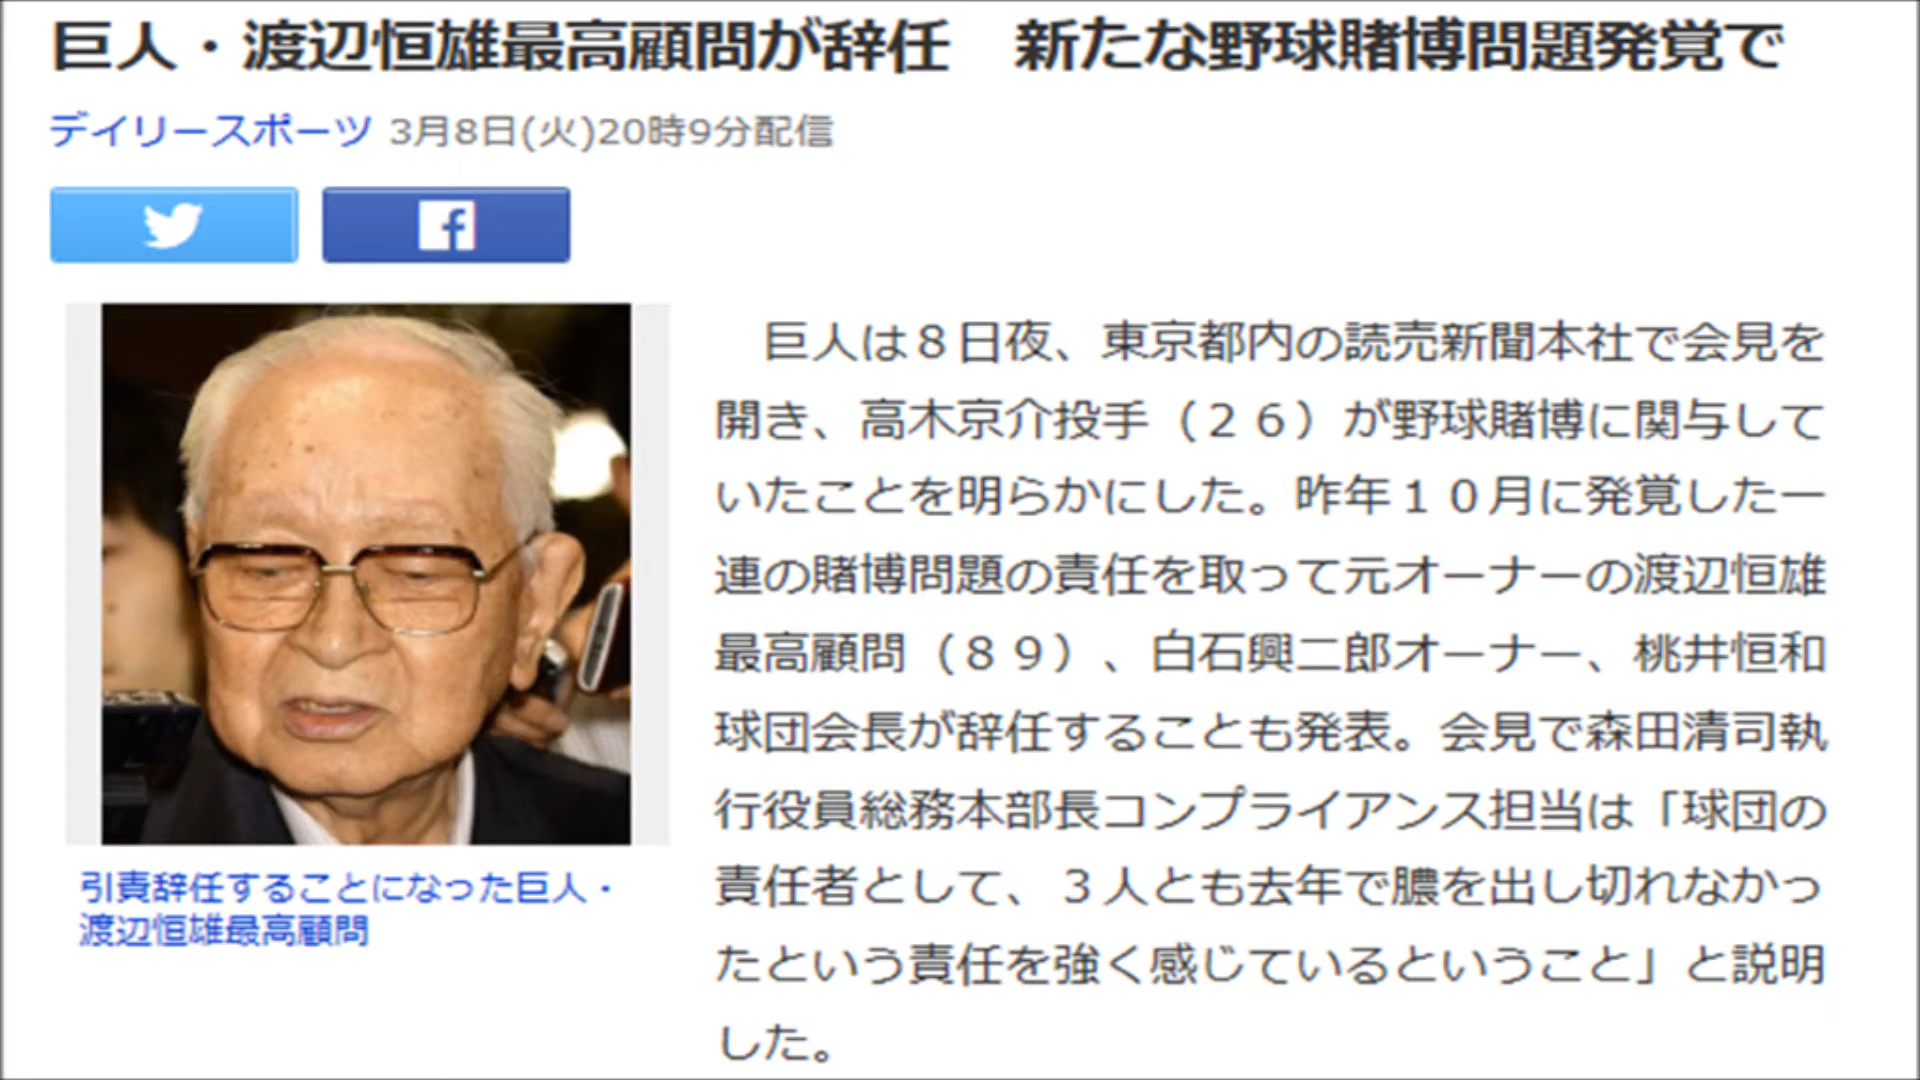 巨人・渡辺恒雄最高顧問が辞任　新たな野球賭博問題発覚で
デイリースポーツ 3月8日(火)20時9分配信
　巨人は８日夜、東京都内の読売新聞本社で会見を
開き、高木京介投手（２６）が野球賭博に関与して
いたことを明らかにした。昨年１０月に発覚した一
連の賭博問題の責任を取って元オーナーの渡辺恒雄
最高顧問（８９）、白石興二郎オーナー、桃井恒和
球団会長が辞任することも発表。会見で森田清司執
行役員総務本部長コンプライアンス担当は「球団の
責任者として、３人とも去年で膿を出し切れなかっ
たという責任を強く感じているということ」と説明
した。
引責辞任することになった巨人・
渡辺恒雄最高顧問